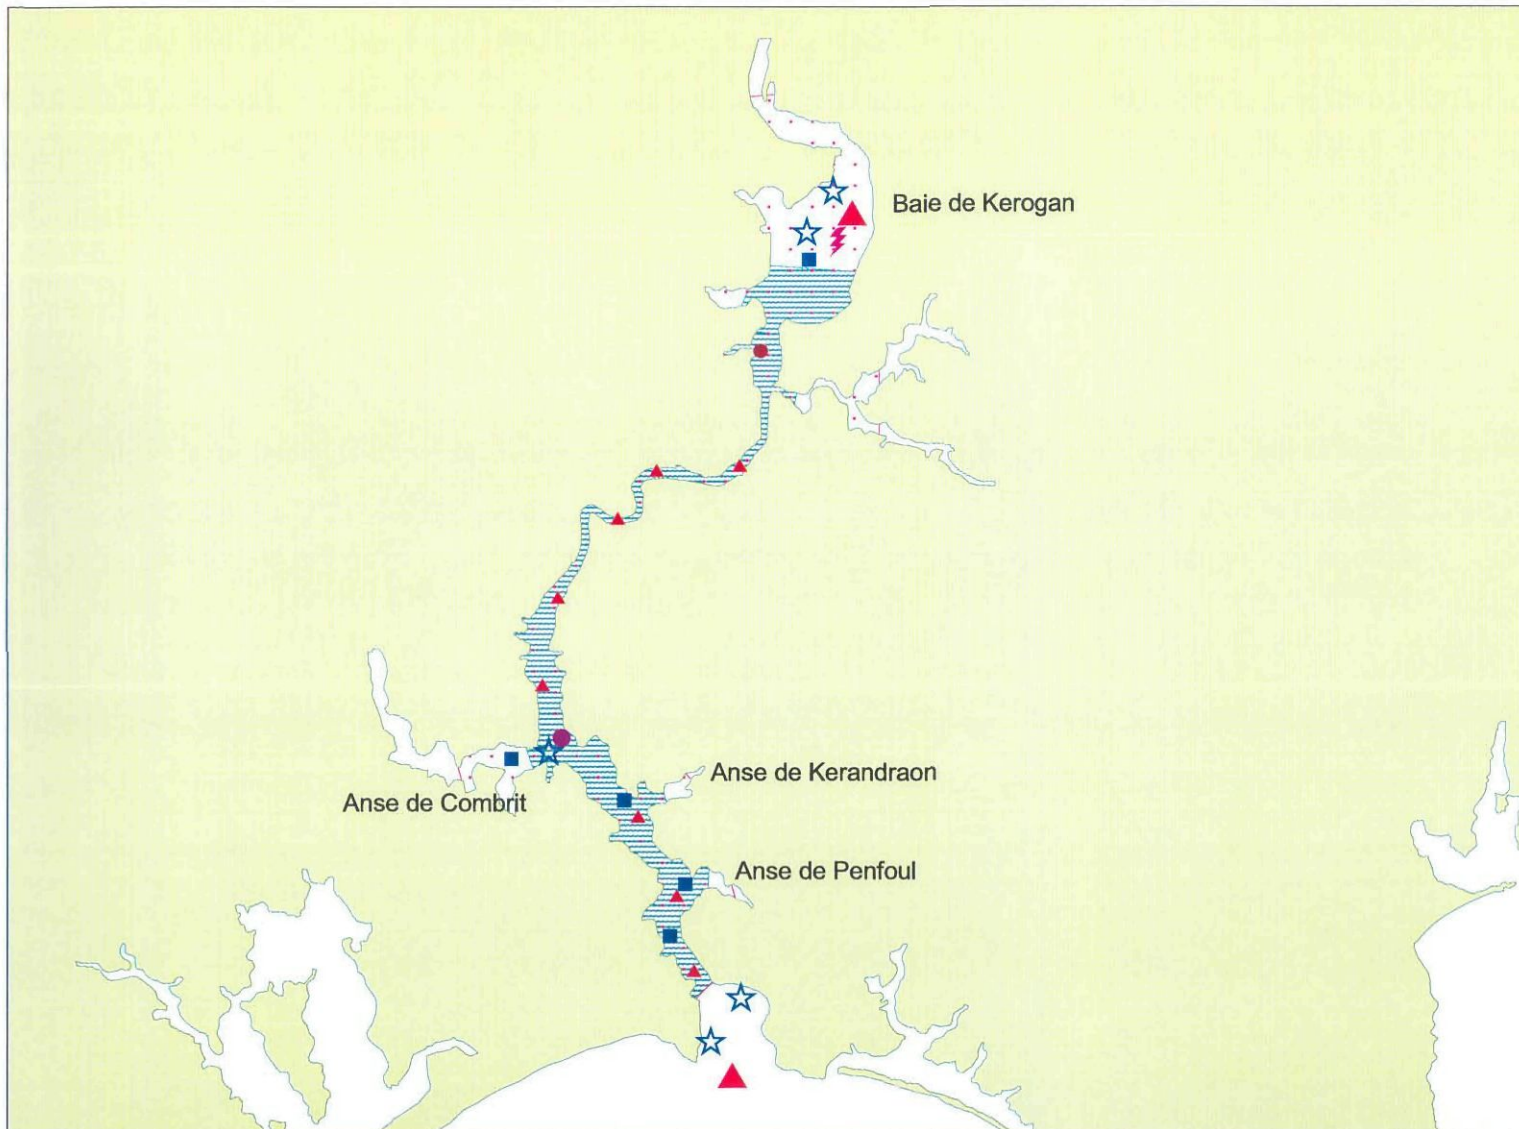 Baie de Kerogan
Anse de Kerandraon
Anse de Combrit
Anse de Penfoul